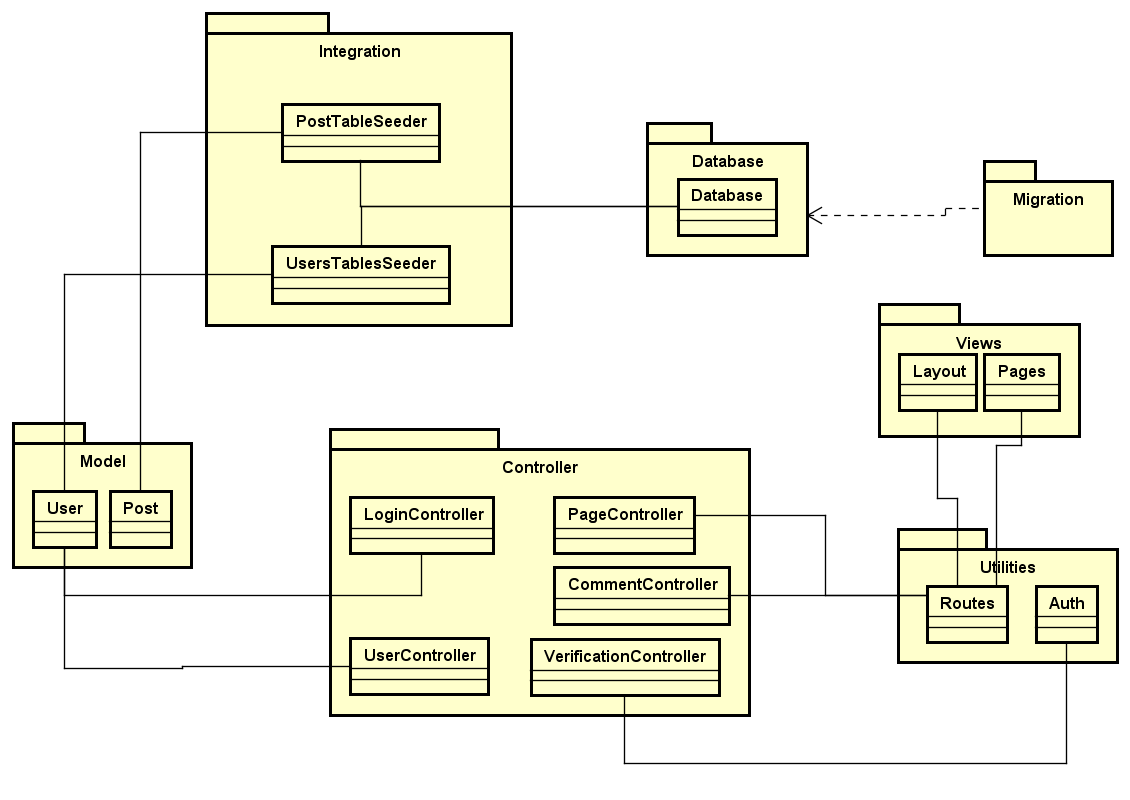 Integration
PostTableSeeder
UsersTablesSeeder
Database
Database
Migration
Views
Layout
Pages
Model
User
Post
Controller
LoginController
PageController
CommentController
UserController
VerificationController
Utilities
Routes
Auth